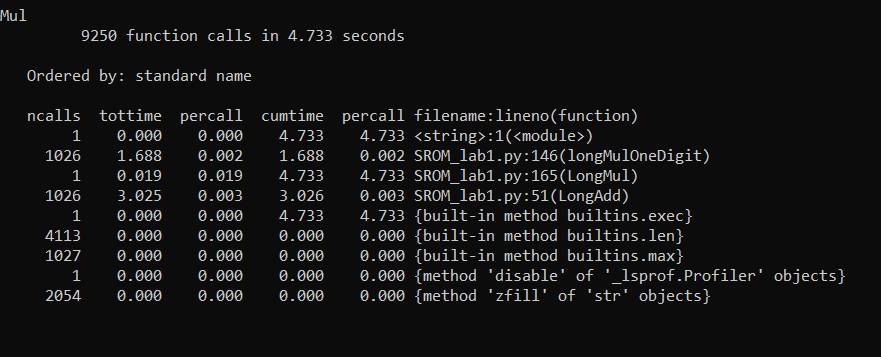 Mul
         9250 function calls in 4.733 seconds

   Ordered by: standard name

   ncalls  tottime  percall  cumtime  percall filename:lineno(function)
        1    0.000    0.000    4.733    4.733 <string>:1(<module>)
     1026    1.688    0.002    1.688    0.002 SROM_lab1.py:146(longMulOneDigit)
        1    0.019    0.019    4.733    4.733 SROM_lab1.py:165(LongMul)
     1026    3.025    0.003    3.026    0.003 SROM_lab1.py:51(LongAdd)
        1    0.000    0.000    4.733    4.733 {built-in method builtins.exec}
     4113    0.000    0.000    0.000    0.000 {built-in method builtins.len}
     1027    0.000    0.000    0.000    0.000 {built-in method builtins.max}
        1    0.000    0.000    0.000    0.000 {method 'disable' of '_lsprof.Profiler' objects}
     2054    0.000    0.000    0.000    0.000 {method 'zfill' of 'str' objects}